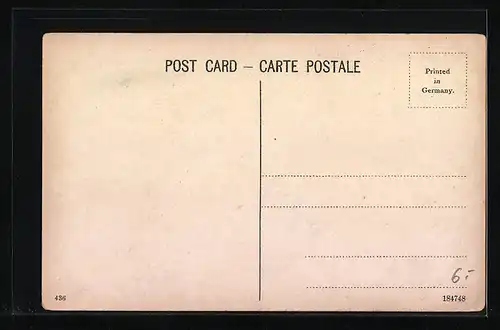 POST CARD – CARTE POSTALE
Printed
in
Germany.
6.-
436
184748